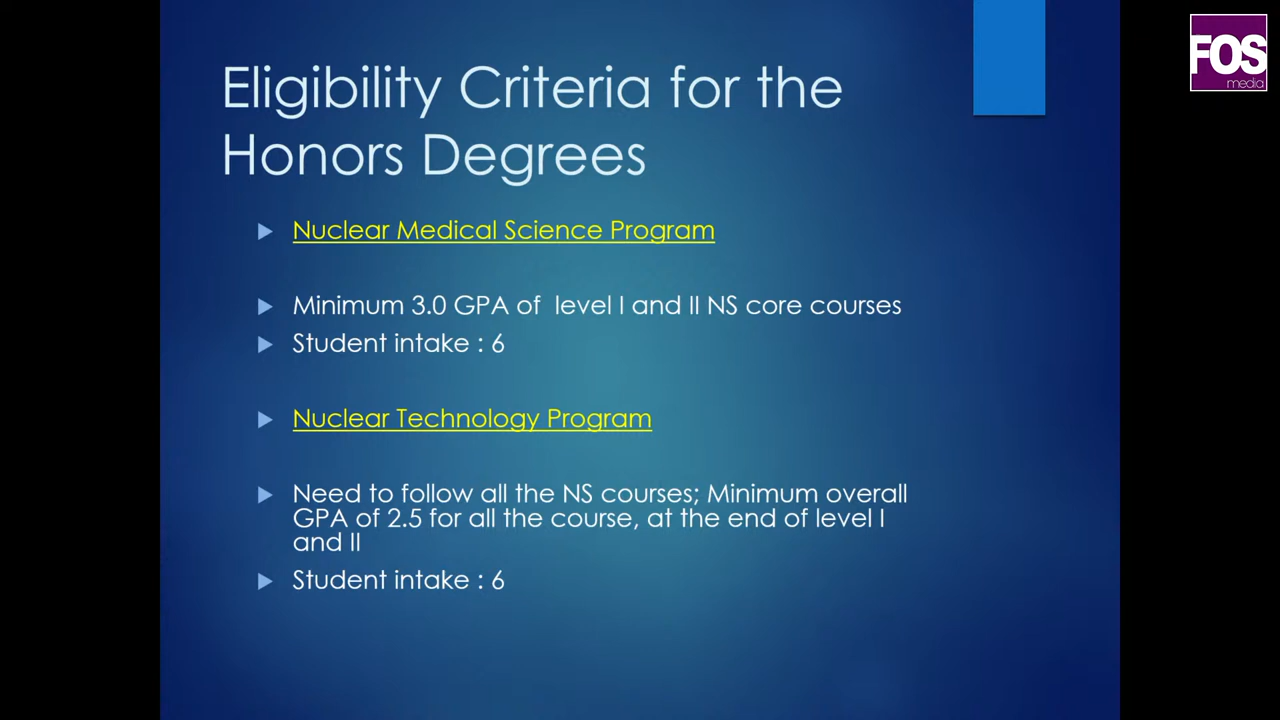 Eligibility Criteria for the
Honors Degrees
Nuclear Medical Science Program
Minimum 3.0 GPA of  level I and II NS core courses
Student intake : 6
Nuclear Technology Program
Need to follow all the NS courses; Minimum overall
GPA of 2.5 for all the course, at the end of level I
and II
Student intake : 6
FOS
media